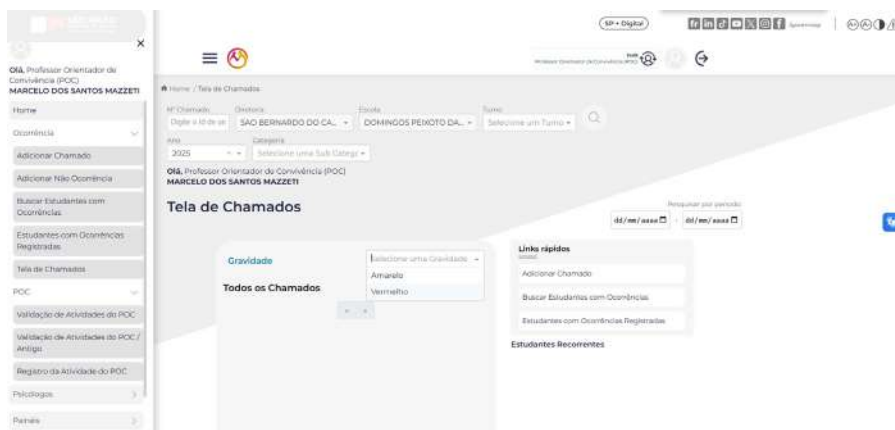 SP + Digital
Olá, Professor Orientador de
Convivência (POC)
MARCELO DOS SANTOS MAZZETI
Home
Ocorrência
Adicionar Chamado
Adicionar Não Ocorrência
Buscar Estudantes com
Ocorrências
Estudantes com Ocorrências
Registradas
Tela de Chamados
POC
Validação de Atividades do POC
Validação de Atividades do POC /
Antigo
Registro da Atividade do POC
Psicólogos
Painéis
Home / Tela de Chamados
Nº Chamado
Diretoria
Escola
Turno
Digite o Id de
SAO BERNARDO DO CA...
DOMINGOS PEIXOTO DA...
Selecione um Turno
Ano
Categoria
2025
Selecione uma Sub Categ
Olá, Professor Orientador de Convivência (POC)
MARCELO DOS SANTOS MAZZETI
Tela de Chamados
Pesquisar por período
dd/mm/aaaa - dd/mm/aaaa
Gravidade
Selecione uma Gravidade
Amarelo
Vermelho
Todos os Chamados
Links rápidos
Adicionar Chamado
Buscar Estudantes com Ocorrências
Estudantes com Ocorrências Registradas
Estudantes Recorrentes